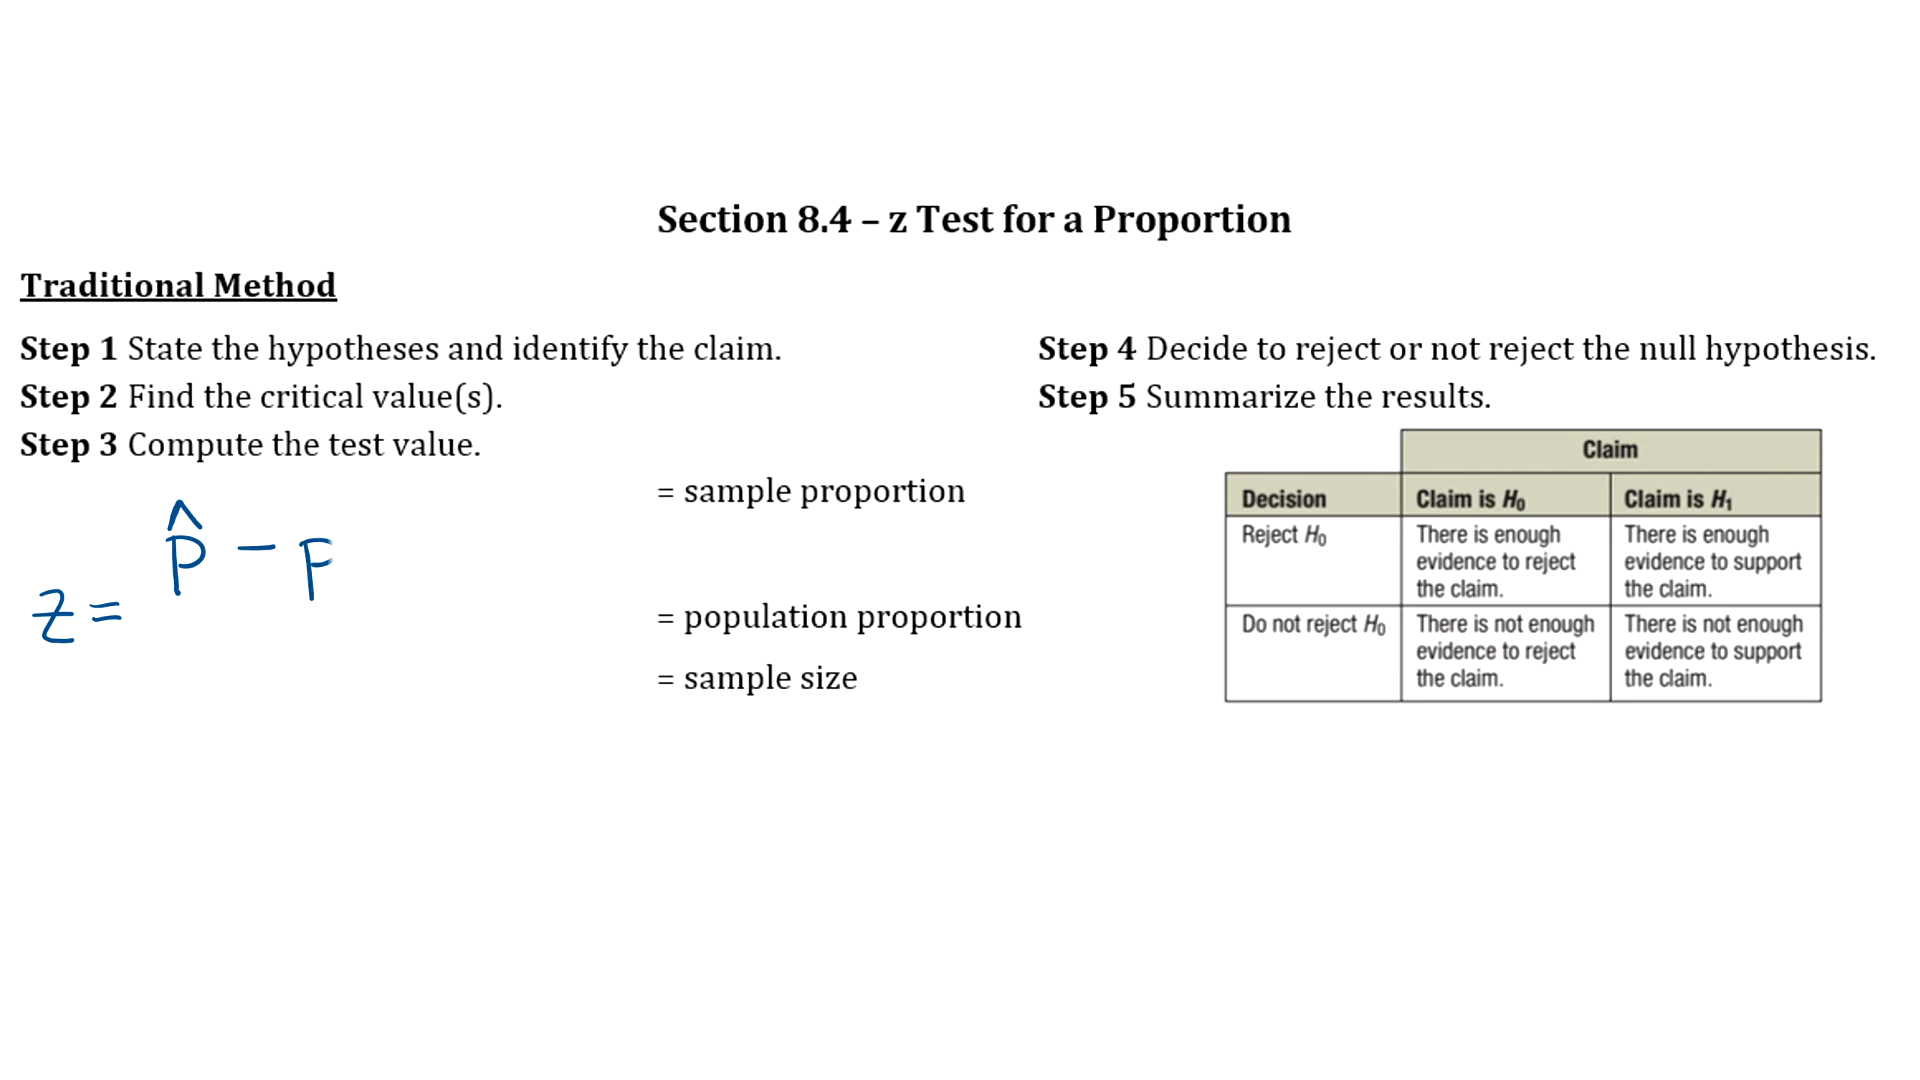 Section 8.4 – z Test for a Proportion
Traditional Method
Step 1 State the hypotheses and identify the claim.
Step 2 Find the critical value(s).
Step 3 Compute the test value.
= sample proportion
z = p̂ -
= population proportion
= sample size
Step 4 Decide to reject or not reject the null hypothesis.
Step 5 Summarize the results.
Claim
Decision Claim is H₀ Claim is H₁
Reject H₀ There is enough There is enough
evidence to reject evidence to support
the claim. the claim.
Do not reject H₀ There is not enough There is not enough
evidence to reject evidence to support
the claim. the claim.